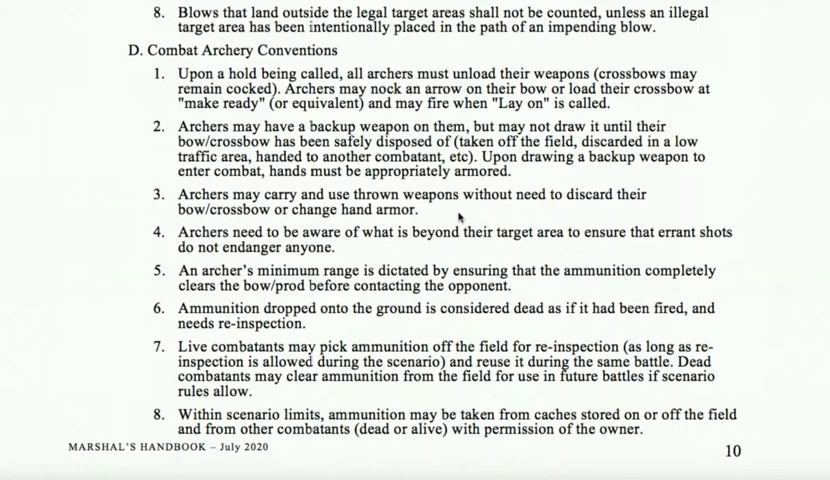 8. Blows that land outside the legal target areas shall not be counted, unless an illegal
target area has been intentionally placed in the path of an impending blow.
D. Combat Archery Conventions
1. Upon a hold being called, all archers must unload their weapons (crossbows may
remain cocked). Archers may nock an arrow on their bow or load their crossbow at
"make ready" (or equivalent) and may fire when "Lay on" is called.
2. Archers may have a backup weapon on them, but may not draw it until their
bow/crossbow has been safely disposed of (taken off the field, discarded in a low
traffic area, handed to another combatant, etc). Upon drawing a backup weapon to
enter combat, hands must be appropriately armored.
3. Archers may carry and use thrown weapons without need to discard their
bow/crossbow or change hand armor.
4. Archers need to be aware of what is beyond their target area to ensure that errant shots
do not endanger anyone.
5. An archer's minimum range is dictated by ensuring that the ammunition completely
clears the bow/prod before contacting the opponent.
6. Ammunition dropped onto the ground is considered dead as if it had been fired, and
needs re-inspection.
7. Live combatants may pick ammunition off the field for re-inspection (as long as re-
inspection is allowed during the scenario) and reuse it during the same battle. Dead
combatants may clear ammunition from the field for use in future battles if scenario
rules allow.
8. Within scenario limits, ammunition may be taken from caches stored on or off the field
and from other combatants (dead or alive) with permission of the owner.
MARSHAL'S HANDBOOK – July 2020 10